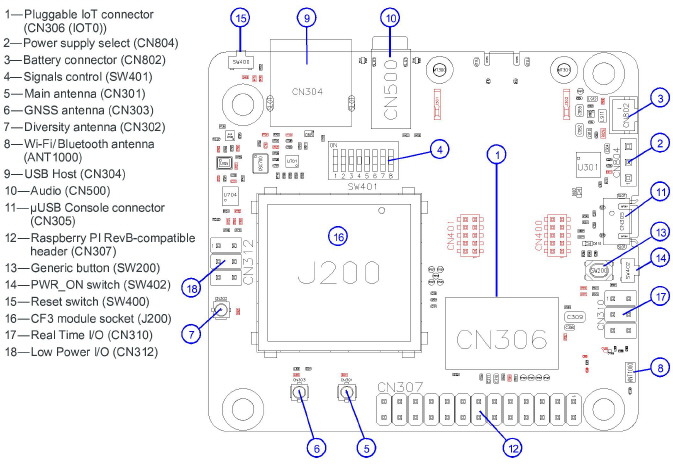 1—Pluggable IoT connector
(CN306 (IOT0))
2—Power supply select (CN804)
3—Battery connector (CN802)
4—Signals control (SW401)
5—Main antenna (CN301)
6—GNSS antenna (CN303)
7—Diversity antenna (CN302)
8—Wi-Fi/Bluetooth antenna
(ANT1000)
9—USB Host (CN304)
10—Audio (CN500)
11—µUSB Console connector
(CN305)
12—Raspberry PI RevB-compatible
header (CN307)
13—Generic button (SW200)
14—PWR_ON switch (SW402)
15—Reset switch (SW400)
16—CF3 module socket (J200)
17—Real Time I/O (CN310)
18—Low Power I/O (CN312)
15
9
10
SW400
CN304
CN500
CN802
3
ON
1 2 3 4 5 6 7 8
SW401
4
1
U301
CN804
2
U701
U704
16
J200
CN401
CN400
CN305
11
13
CN312
18
SW200
SW402
14
CN302
7
CN306
C309
CN310
17
CN303
CN301
CN307
8
6
5
12